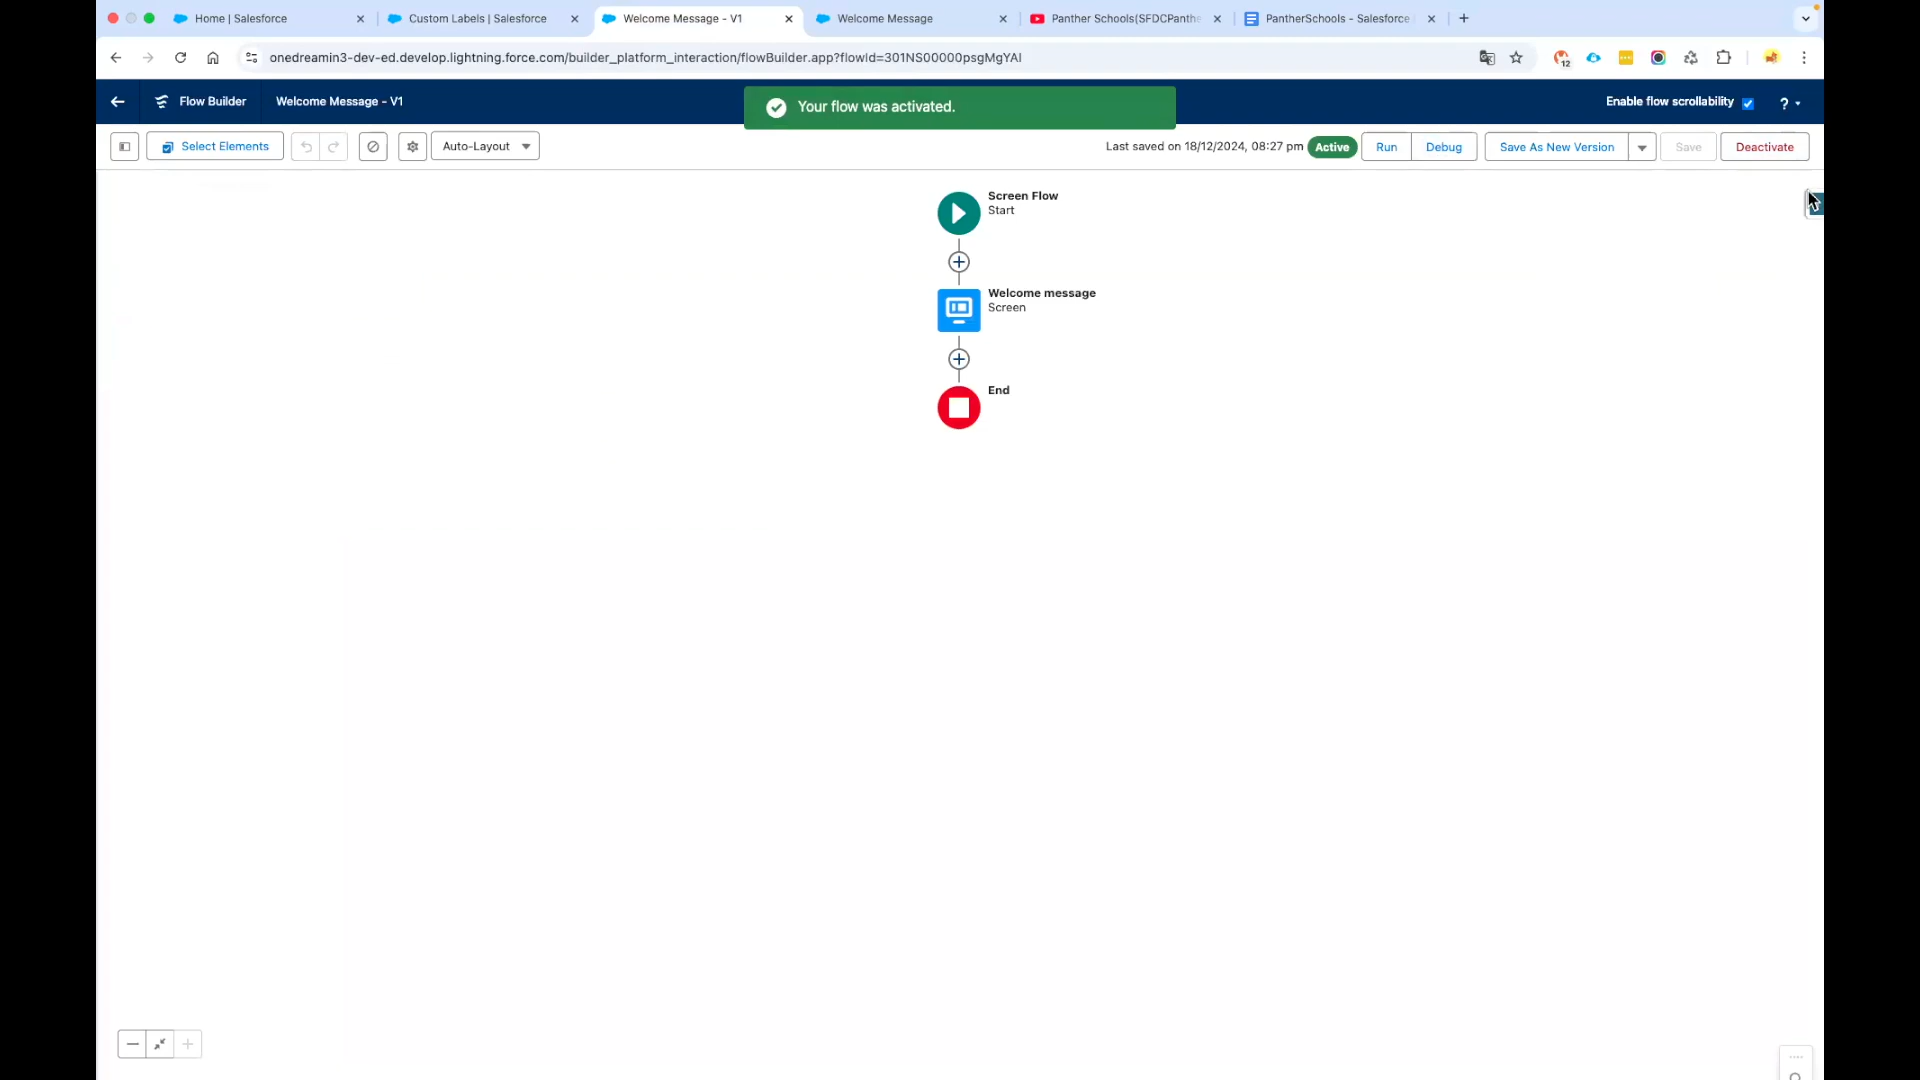 Home | Salesforce
Custom Labels | Salesforce
Welcome Message - V1
Welcome Message
Panther Schools(SFDCPanthe
PantherSchools - Salesforce
onedreamin3-dev-ed.develop.lightning.force.com/builder_platform_interaction/flowBuilder.app?flowId=301NS00000psgMgYAI
12
Flow Builder
Welcome Message - V1
Your flow was activated.
Enable flow scrollability
?
Select Elements
Auto-Layout
Last saved on 18/12/2024, 08:27 pm
Active
Run
Debug
Save As New Version
Save
Deactivate
Screen Flow
Start
Welcome message
Screen
End